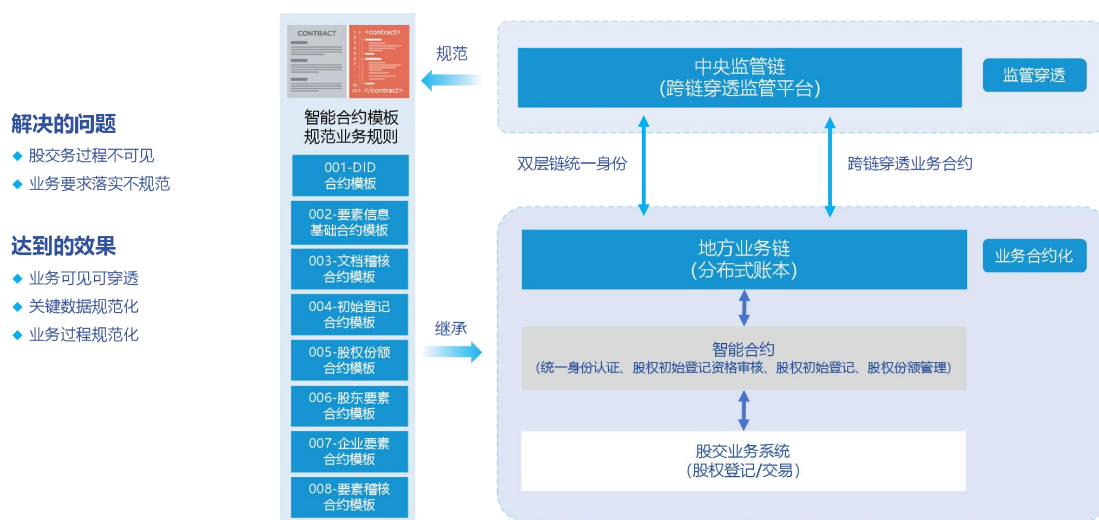 解决的问题
股交务过程不可见
业务要求落实不规范
达到的效果
业务可见可穿透
关键数据规范化
业务过程规范化
CONTRACT
<contract>
</contract>
智能合约模板
规范业务规则
001-DID
合约模板
002-要素信息
基础合约模板
003-文档稽核
合约模板
004-初始登记
合约模板
005-股权份额
合约模板
006-股东要素
合约模板
007-企业要素
合约模板
008-要素稽核
合约模板
规范
继承
中央监管链
(跨链穿透监管平台)
监管穿透
双层链统一身份
跨链穿透业务合约
地方业务链
(分布式账本)
业务合约化
智能合约
(统一身份认证、股权初始登记资格审核、股权初始登记、股权份额管理)
股交业务系统
(股权登记/交易)